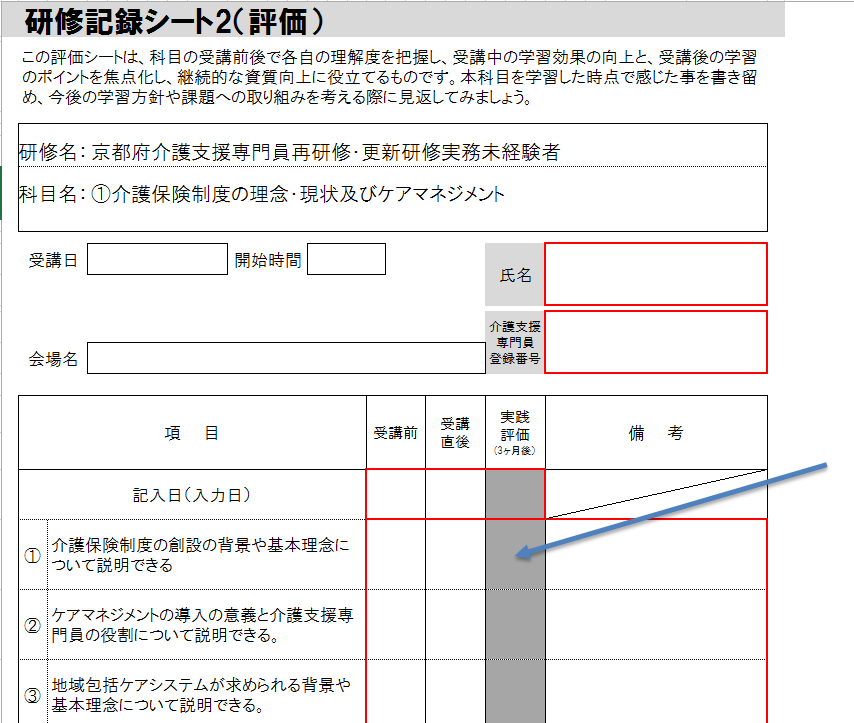 研修記録シート2(評価)
この評価シートは、科目の受講前後で各自の理解度を把握し、受講中の学習効果の向上と、受講後の学習
のポイントを焦点化し、継続的な資質向上に役立てるものです。本科目を学習した時点で感じた事を書き留
め、今後の学習方針や課題への取り組みを考える際に見返してみましょう。
研修名：京都府介護支援専門員再研修・更新研修実務未経験者
科目名：①介護保険制度の理念・現状及びケアマネジメント
受講日
開始時間
氏名
会場名
介護支援
専門員
登録番号
項　目
受講前
受講
直後
実践
評価
(3ヶ月後)
備　考
記入日(入力日)
① 介護保険制度の創設の背景や基本理念に
ついて説明できる
② ケアマネジメントの導入の意義と介護支援専
門員の役割について説明できる。
③ 地域包括ケアシステムが求められる背景や
基本理念について説明できる。